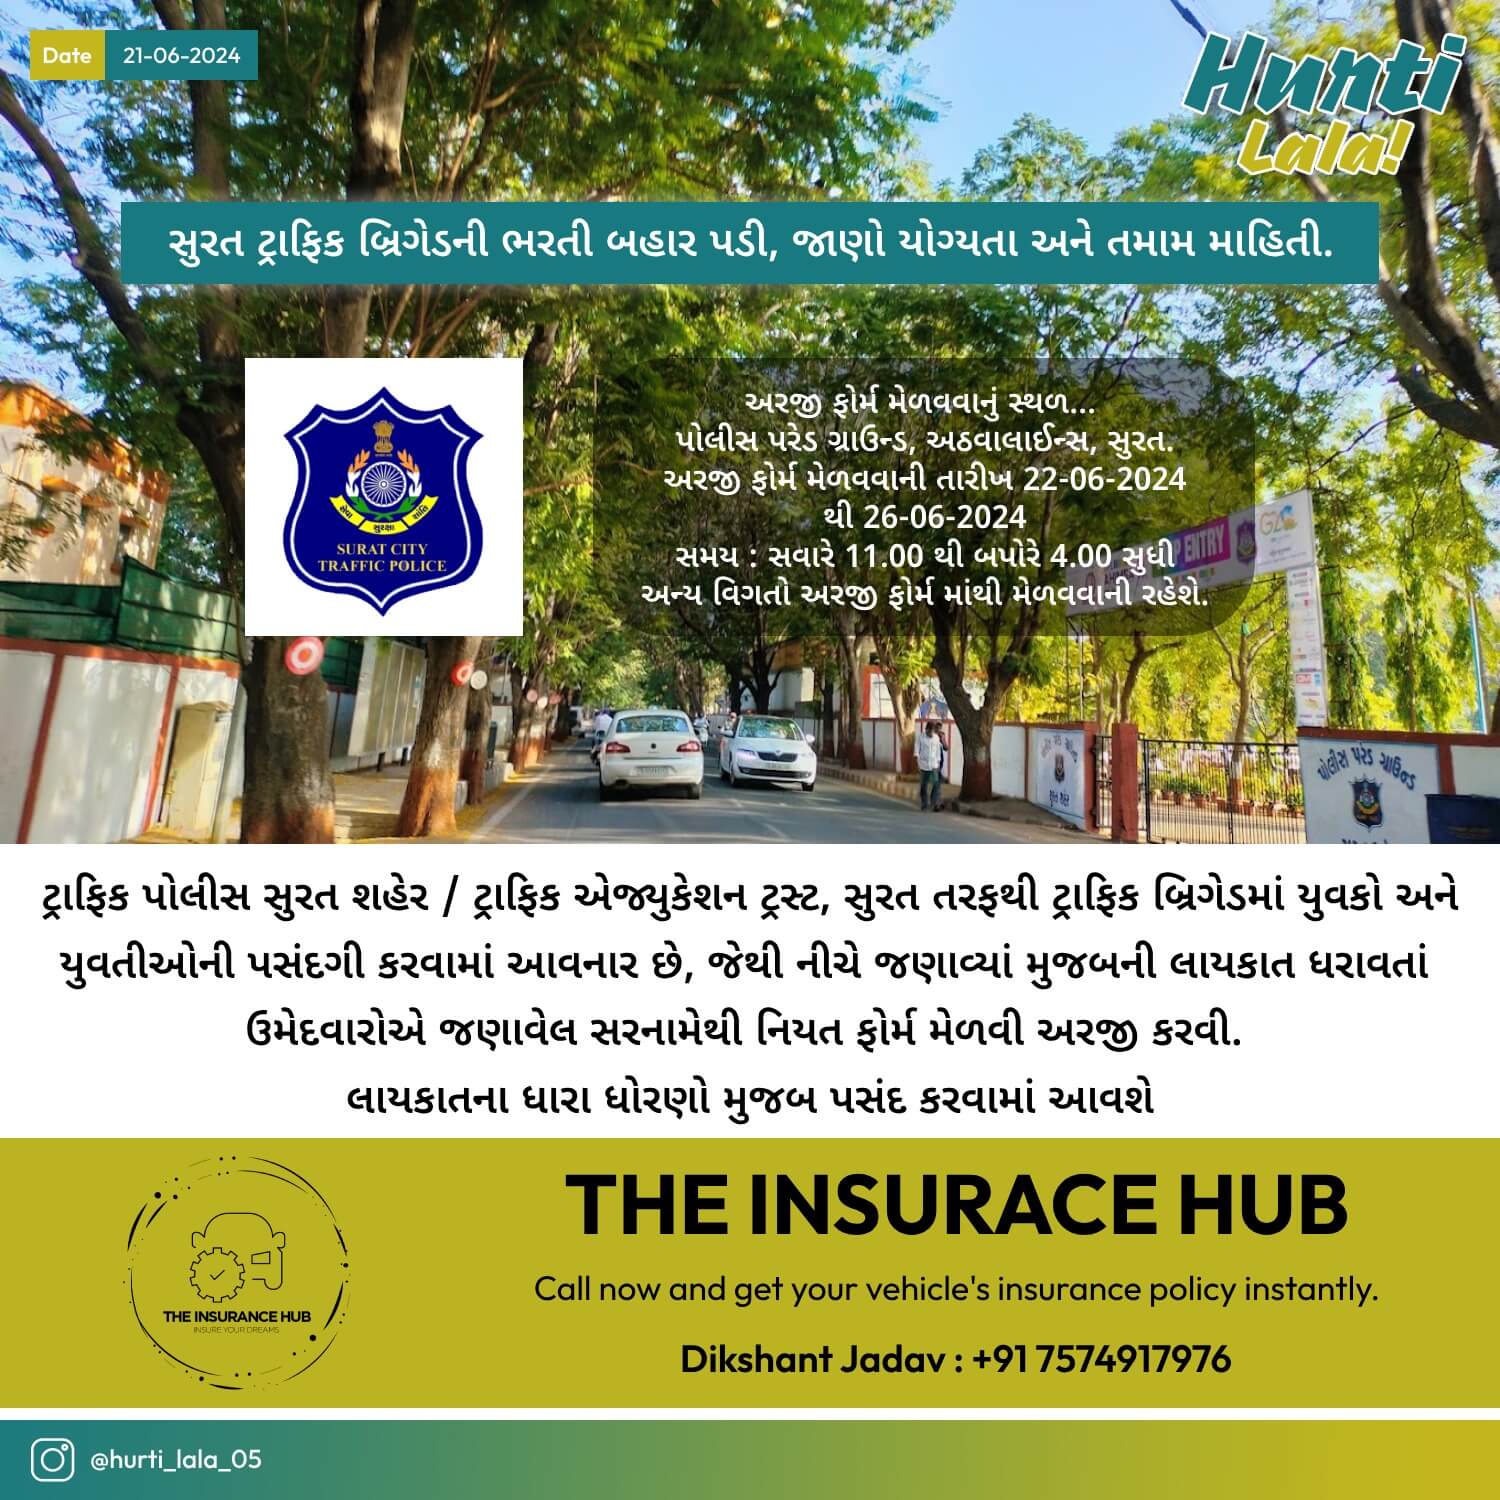 Date 21-06-2024
Hurti
Lala!
સુરત ટ્રાફિક બ્રિગેડની ભરતી બહાર પડી, જાણો યોગ્યતા અને તમામ માહિતી.
અરજી ફોર્મ મેળવવાનું સ્થળ...
પોલીસ પરેડ ગ્રાઉન્ડ, અઠવાલાઈન્સ, સુરત.
અરજી ફોર્મ મેળવવાની તારીખ 22-06-2024
થી 26-06-2024
સમય : સવારે 11.00 થી બપોરે 4.00 સુધી
અન્ય વિગતો અરજી ફોર્મ માંથી મેળવવાની રહેશે.
સેવા સુરક્ષા શાંતિ
SURAT CITY
TRAFFIC POLICE
ENTRY
પોલીસ પરેડ ગ્રાઉન્ડ
ટ્રાફિક પોલીસ સુરત શહેર / ટ્રાફિક એજ્યુકેશન ટ્રસ્ટ, સુરત તરફથી ટ્રાફિક બ્રિગેડમાં યુવકો અને
યુવતીઓની પસંદગી કરવામાં આવનાર છે, જેથી નીચે જણાવ્યાં મુજબની લાયકાત ધરાવતાં
ઉમેદવારોએ જણાવેલ સરનામેથી નિયત ફોર્મ મેળવી અરજી કરવી.
લાયકાતના ધારા ધોરણો મુજબ પસંદ કરવામાં આવશે
THE INSURACE HUB
Call now and get your vehicle's insurance policy instantly.
Dikshant Jadav : +91 7574917976
THE INSURANCE HUB
INSURE YOUR DREAMS
@hurti_lala_05